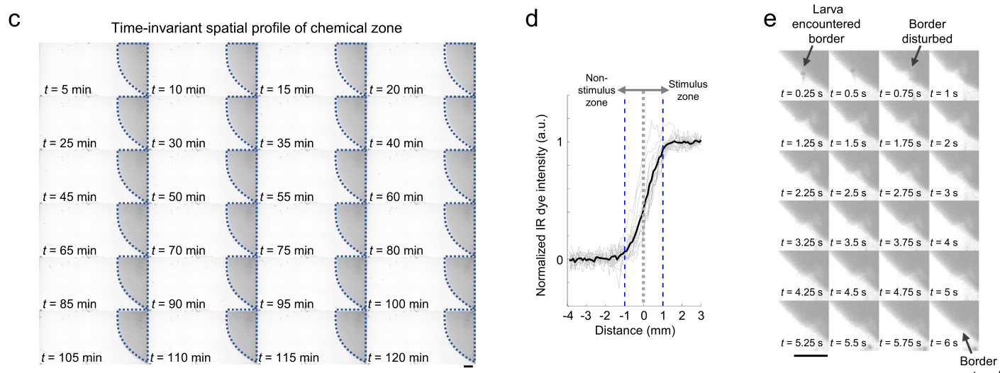 c
Time-invariant spatial profile of chemical zone
t = 5 min
t = 10 min
t = 15 min
t = 20 min
t = 25 min
t = 30 min
t = 35 min
t = 40 min
t = 45 min
t = 50 min
t = 55 min
t = 60 min
t = 65 min
t = 70 min
t = 75 min
t = 80 min
t = 85 min
t = 90 min
t = 95 min
t = 100 min
t = 105 min
t = 110 min
t = 115 min
t = 120 min
d
Non-
stimulus
zone
Stimulus
zone
Normalized IR dye intensity (a.u.)
1
0
-4 -3 -2 -1 0 1 2 3
Distance (mm)
e
Larva
encountered
border
Border
disturbed
t = 0.25 s
t = 0.5 s
t = 0.75 s
t = 1 s
t = 1.25 s
t = 1.5 s
t = 1.75 s
t = 2 s
t = 2.25 s
t = 2.5 s
t = 2.75 s
t = 3 s
t = 3.25 s
t = 3.5 s
t = 3.75 s
t = 4 s
t = 4.25 s
t = 4.5 s
t = 4.75 s
t = 5 s
t = 5.25 s
t = 5.5 s
t = 5.75 s
t = 6 s
Border